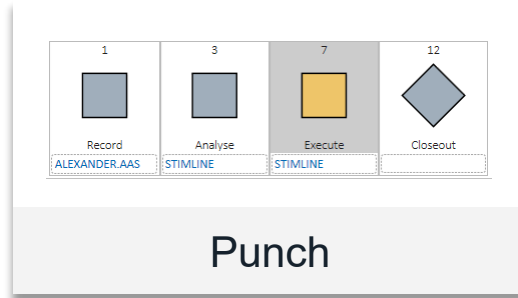 1 3 7 12
Record Analyse Execute Closeout
ALEXANDER.AAS STIMLINE STIMLINE
Punch